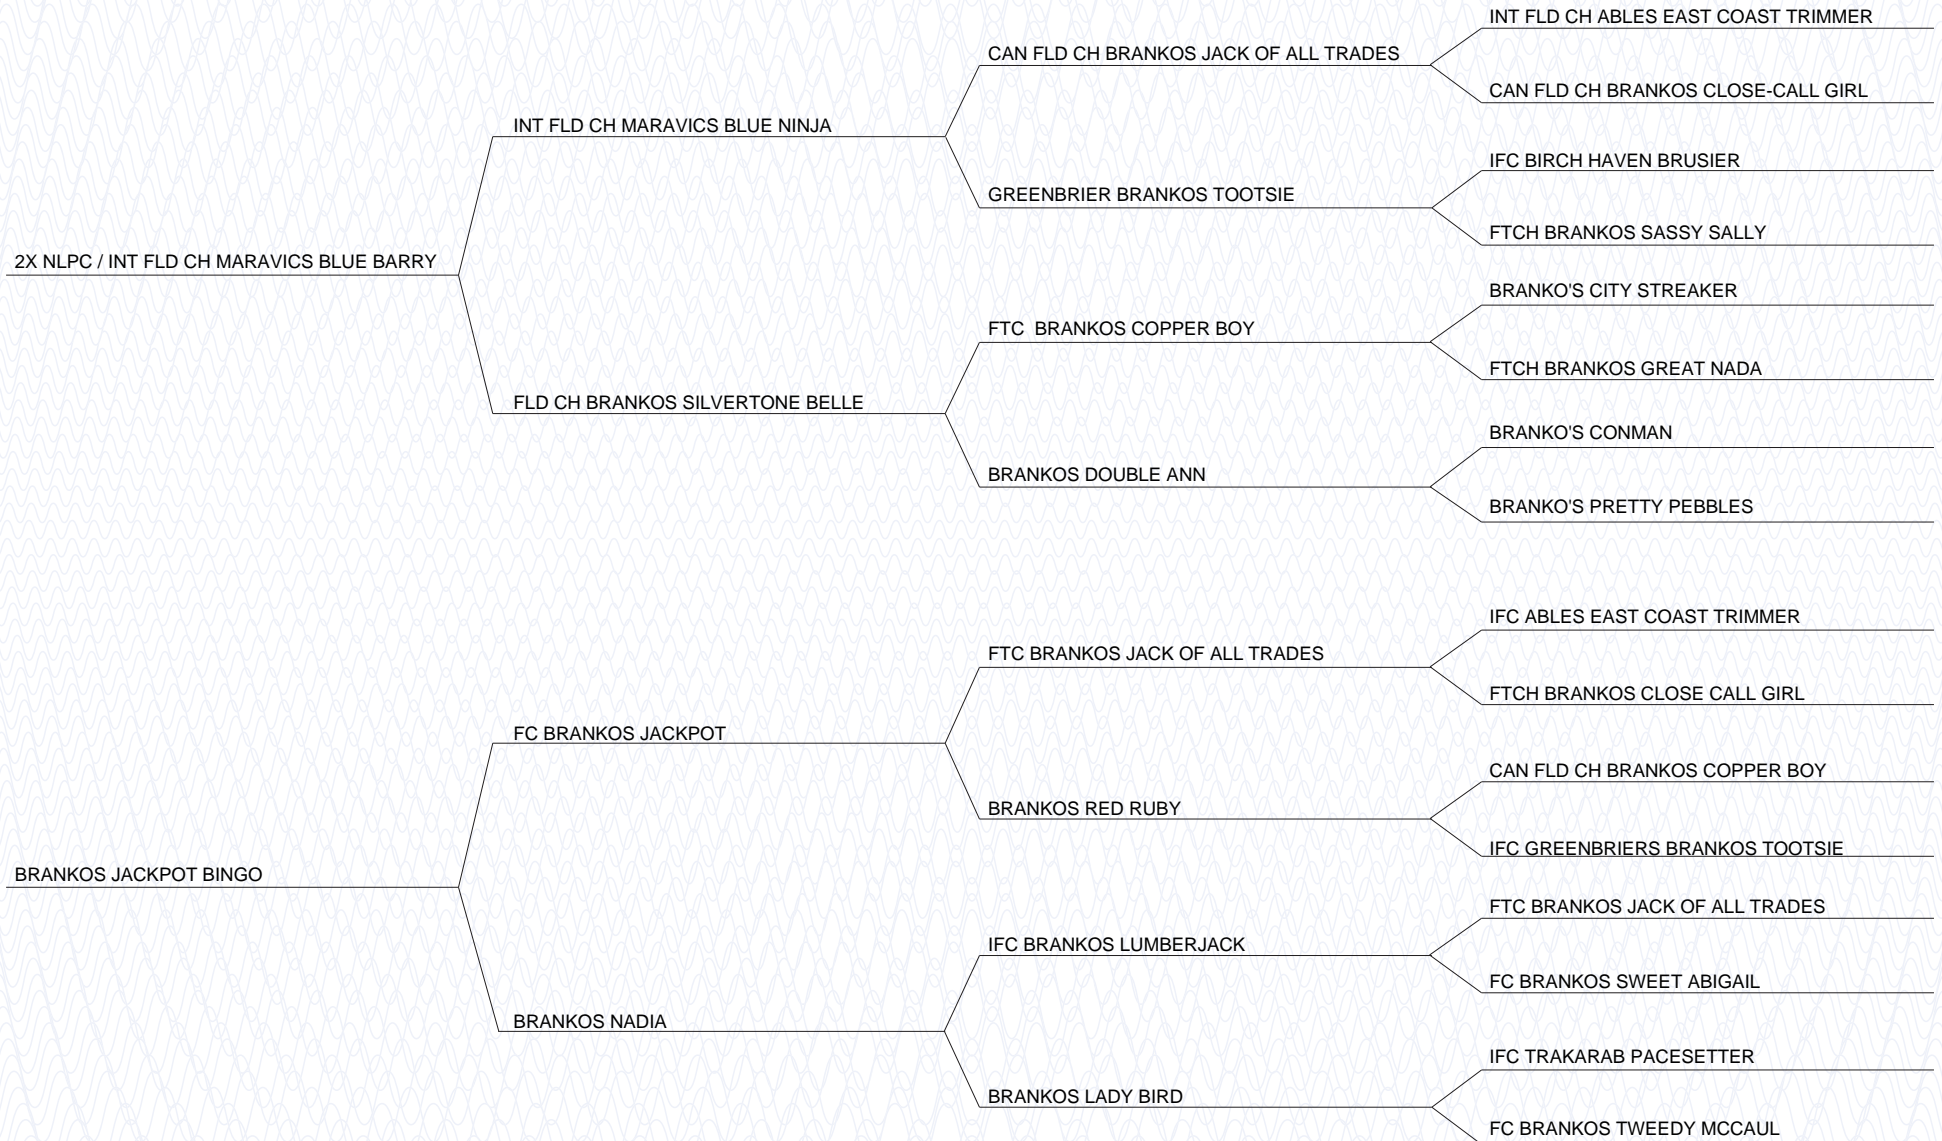 INT FLD CH ABLES EAST COAST TRIMMER
CAN FLD CH BRANKOS JACK OF ALL TRADES
CAN FLD CH BRANKOS CLOSE-CALL GIRL
INT FLD CH MARAVICS BLUE NINJA
IFC BIRCH HAVEN BRUSIER
GREENBRIER BRANKOS TOOTSIE
FTCH BRANKOS SASSY SALLY
2X NLPC / INT FLD CH MARAVICS BLUE BARRY
BRANKO'S CITY STREAKER
FTC  BRANKOS COPPER BOY
FTCH BRANKOS GREAT NADA
FLD CH BRANKOS SILVERTONE BELLE
BRANKO'S CONMAN
BRANKOS DOUBLE ANN
BRANKO'S PRETTY PEBBLES
IFC ABLES EAST COAST TRIMMER
FTC BRANKOS JACK OF ALL TRADES
FTCH BRANKOS CLOSE CALL GIRL
FC BRANKOS JACKPOT
CAN FLD CH BRANKOS COPPER BOY
BRANKOS RED RUBY
IFC GREENBRIERS BRANKOS TOOTSIE
BRANKOS JACKPOT BINGO
FTC BRANKOS JACK OF ALL TRADES
IFC BRANKOS LUMBERJACK
FC BRANKOS SWEET ABIGAIL
BRANKOS NADIA
IFC TRAKARAB PACESETTER
BRANKOS LADY BIRD
FC BRANKOS TWEEDY MCCAUL